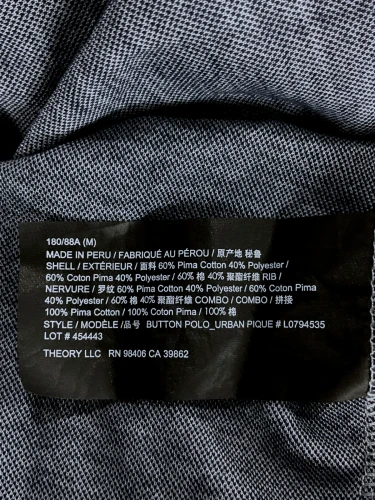 180/88A (M)
MADE IN PERU / FABRIQUÉ AU PÉROU / 原产地 秘鲁
SHELL / EXTÉRIEUR / 面料 60% Pima Cotton 40% Polyester /
60% Coton Pima 40% Polyester / 60% 棉 40% 聚酯纤维 RIB /
NERVURE / 罗纹 60% Pima Cotton 40% Polyester / 60% Coton Pima
40% Polyester / 60% 棉 40% 聚酯纤维 COMBO / COMBO / 拼接
100% Pima Cotton / 100% Coton Pima / 100% 棉
STYLE / MODÈLE /品号 BUTTON POLO_URBAN PIQUE # L0794535
LOT # 454443
THEORY LLC RN 98406 CA 39862